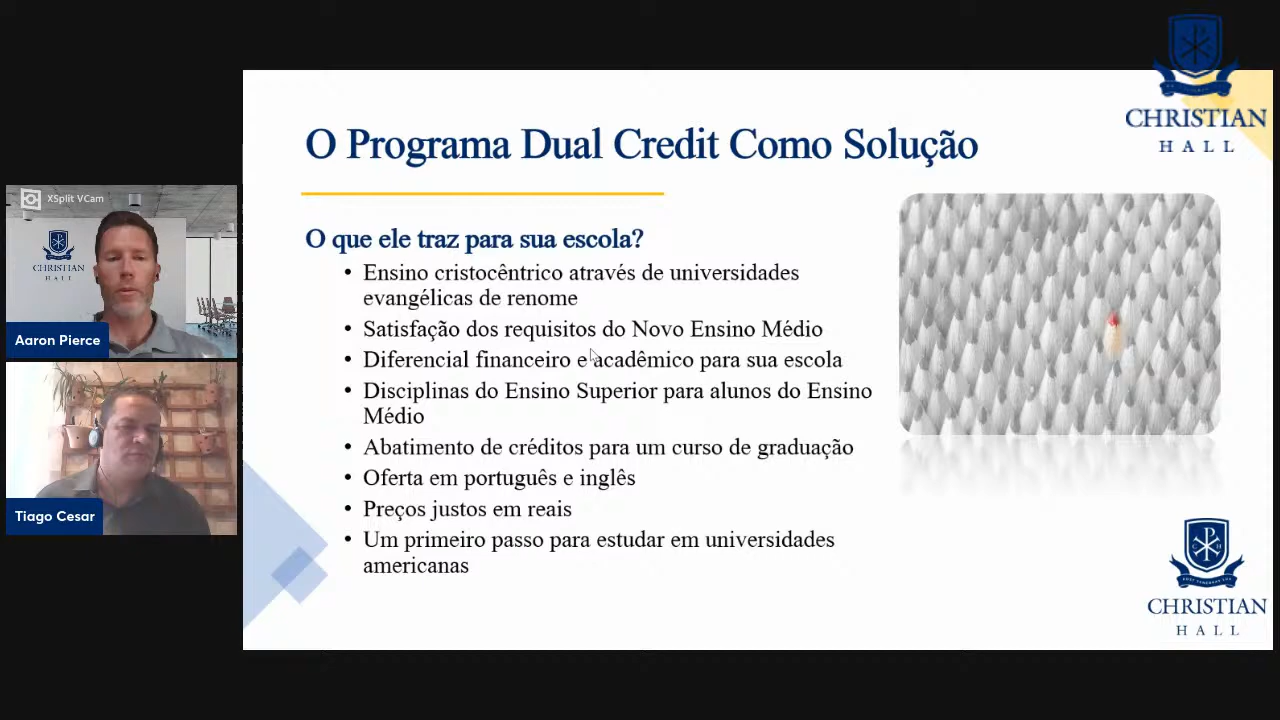 CHRISTIAN
HALL
O Programa Dual Credit Como Solução
XSplit VCam
CHRISTIAN
HALL
Aaron Pierce
Tiago Cesar
O que ele traz para sua escola?
• Ensino cristocêntrico através de universidades
evangélicas de renome
• Satisfação dos requisitos do Novo Ensino Médio
• Diferencial financeiro e acadêmico para sua escola
• Disciplinas do Ensino Superior para alunos do Ensino
Médio
• Abatimento de créditos para um curso de graduação
• Oferta em português e inglês
• Preços justos em reais
• Um primeiro passo para estudar em universidades
americanas
CHRISTIAN
HALL